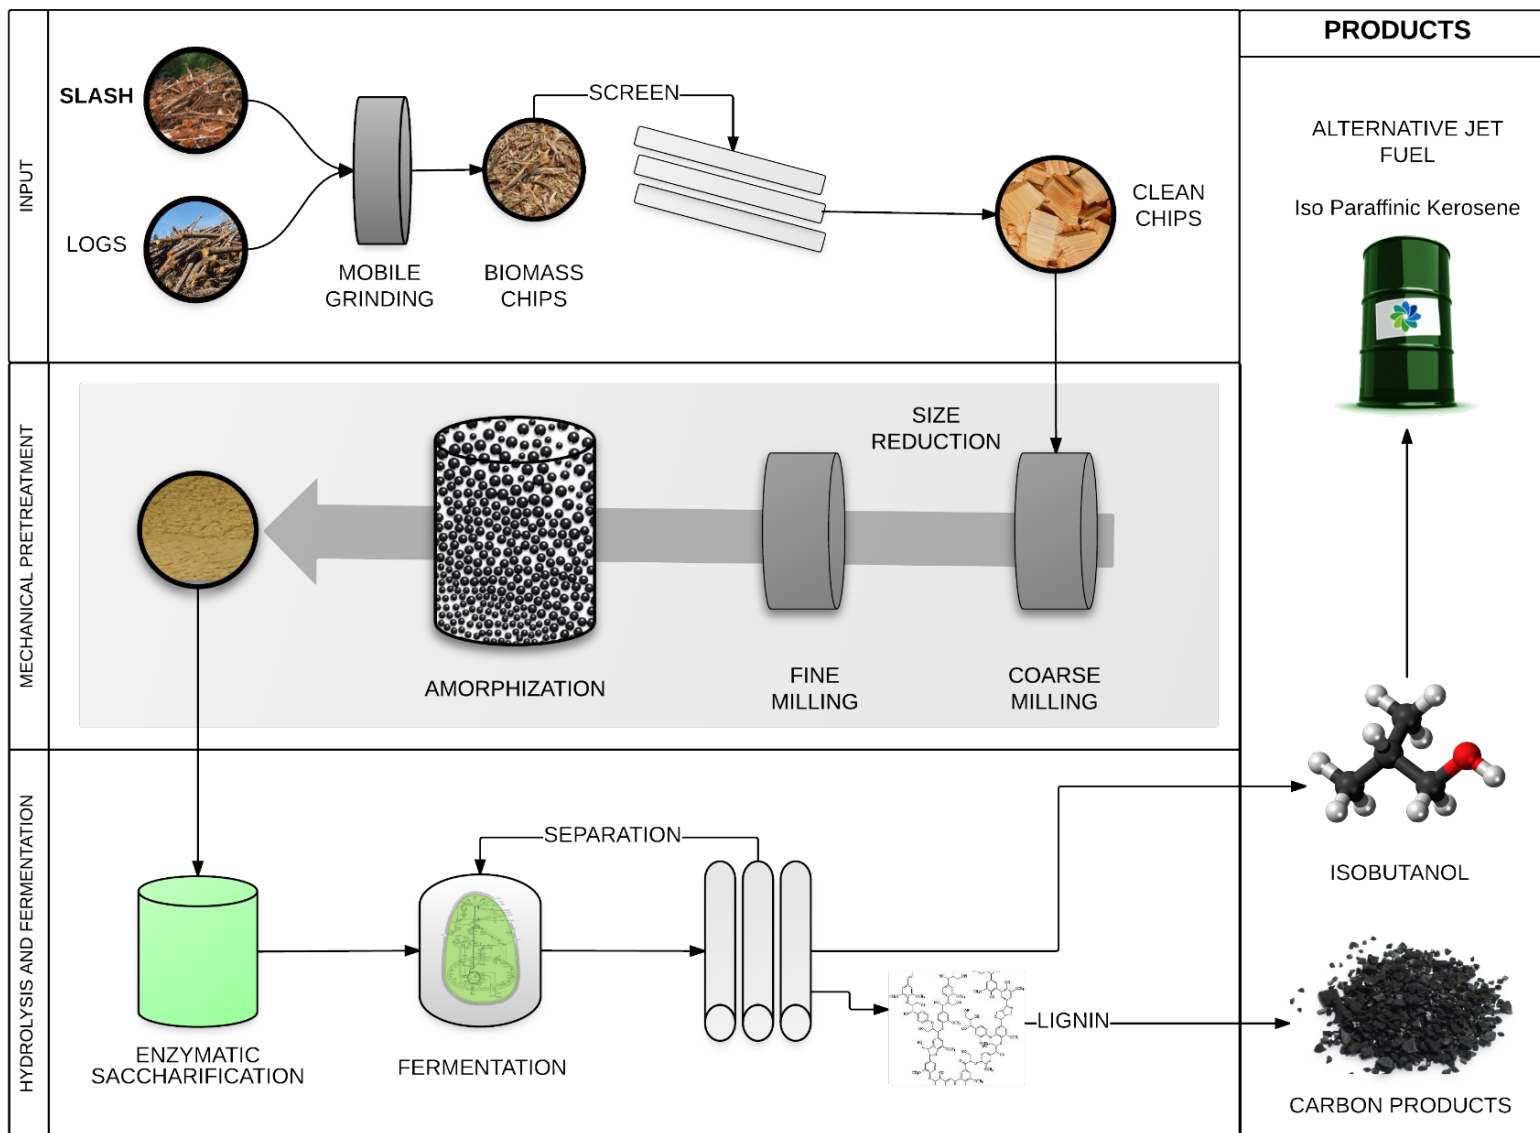 PRODUCTS
INPUT
SLASH
LOGS
MOBILE
GRINDING
BIOMASS
CHIPS
SCREEN
CLEAN
CHIPS
ALTERNATIVE JET
FUEL
Iso Paraffinic Kerosene
MECHANICAL PRETREATMENT
SIZE
REDUCTION
AMORPHIZATION
FINE
MILLING
COARSE
MILLING
HYDROLYSIS AND FERMENTATION
SEPARATION
ENZYMATIC
SACCHARIFICATION
FERMENTATION
LIGNIN
ISOBUTANOL
CARBON PRODUCTS